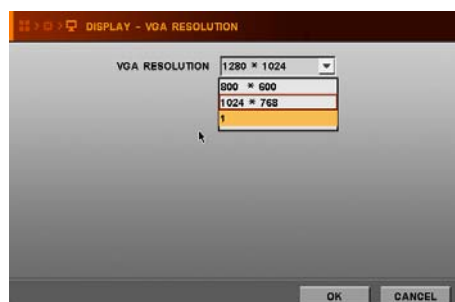 DISPLAY - VGA RESOLUTION
VGA RESOLUTION 1280 * 1024
800 * 600
1024 * 768
1
OK CANCEL